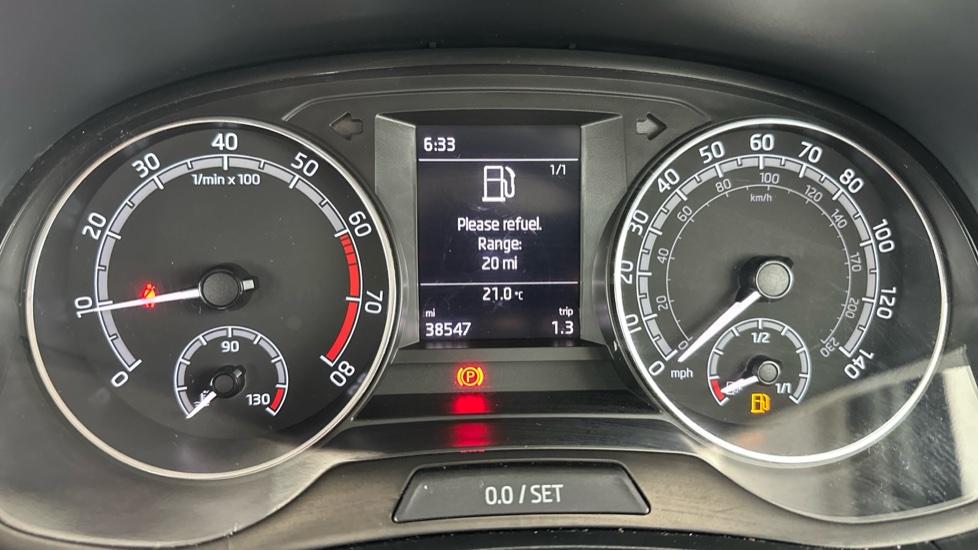 6:33
1/1
Please refuel.
Range:
20 mi
21.0 °C
mi
38547
trip
1.3
0 10 20 30 40 50 60 70 80
1/min x 100
90
130
0 10 20 30 40 50 60 70 80 100 120 140
mph
20 40 60 80 100 120 140 170 200 230
km/h
1/2
1/1
P
0.0 / SET